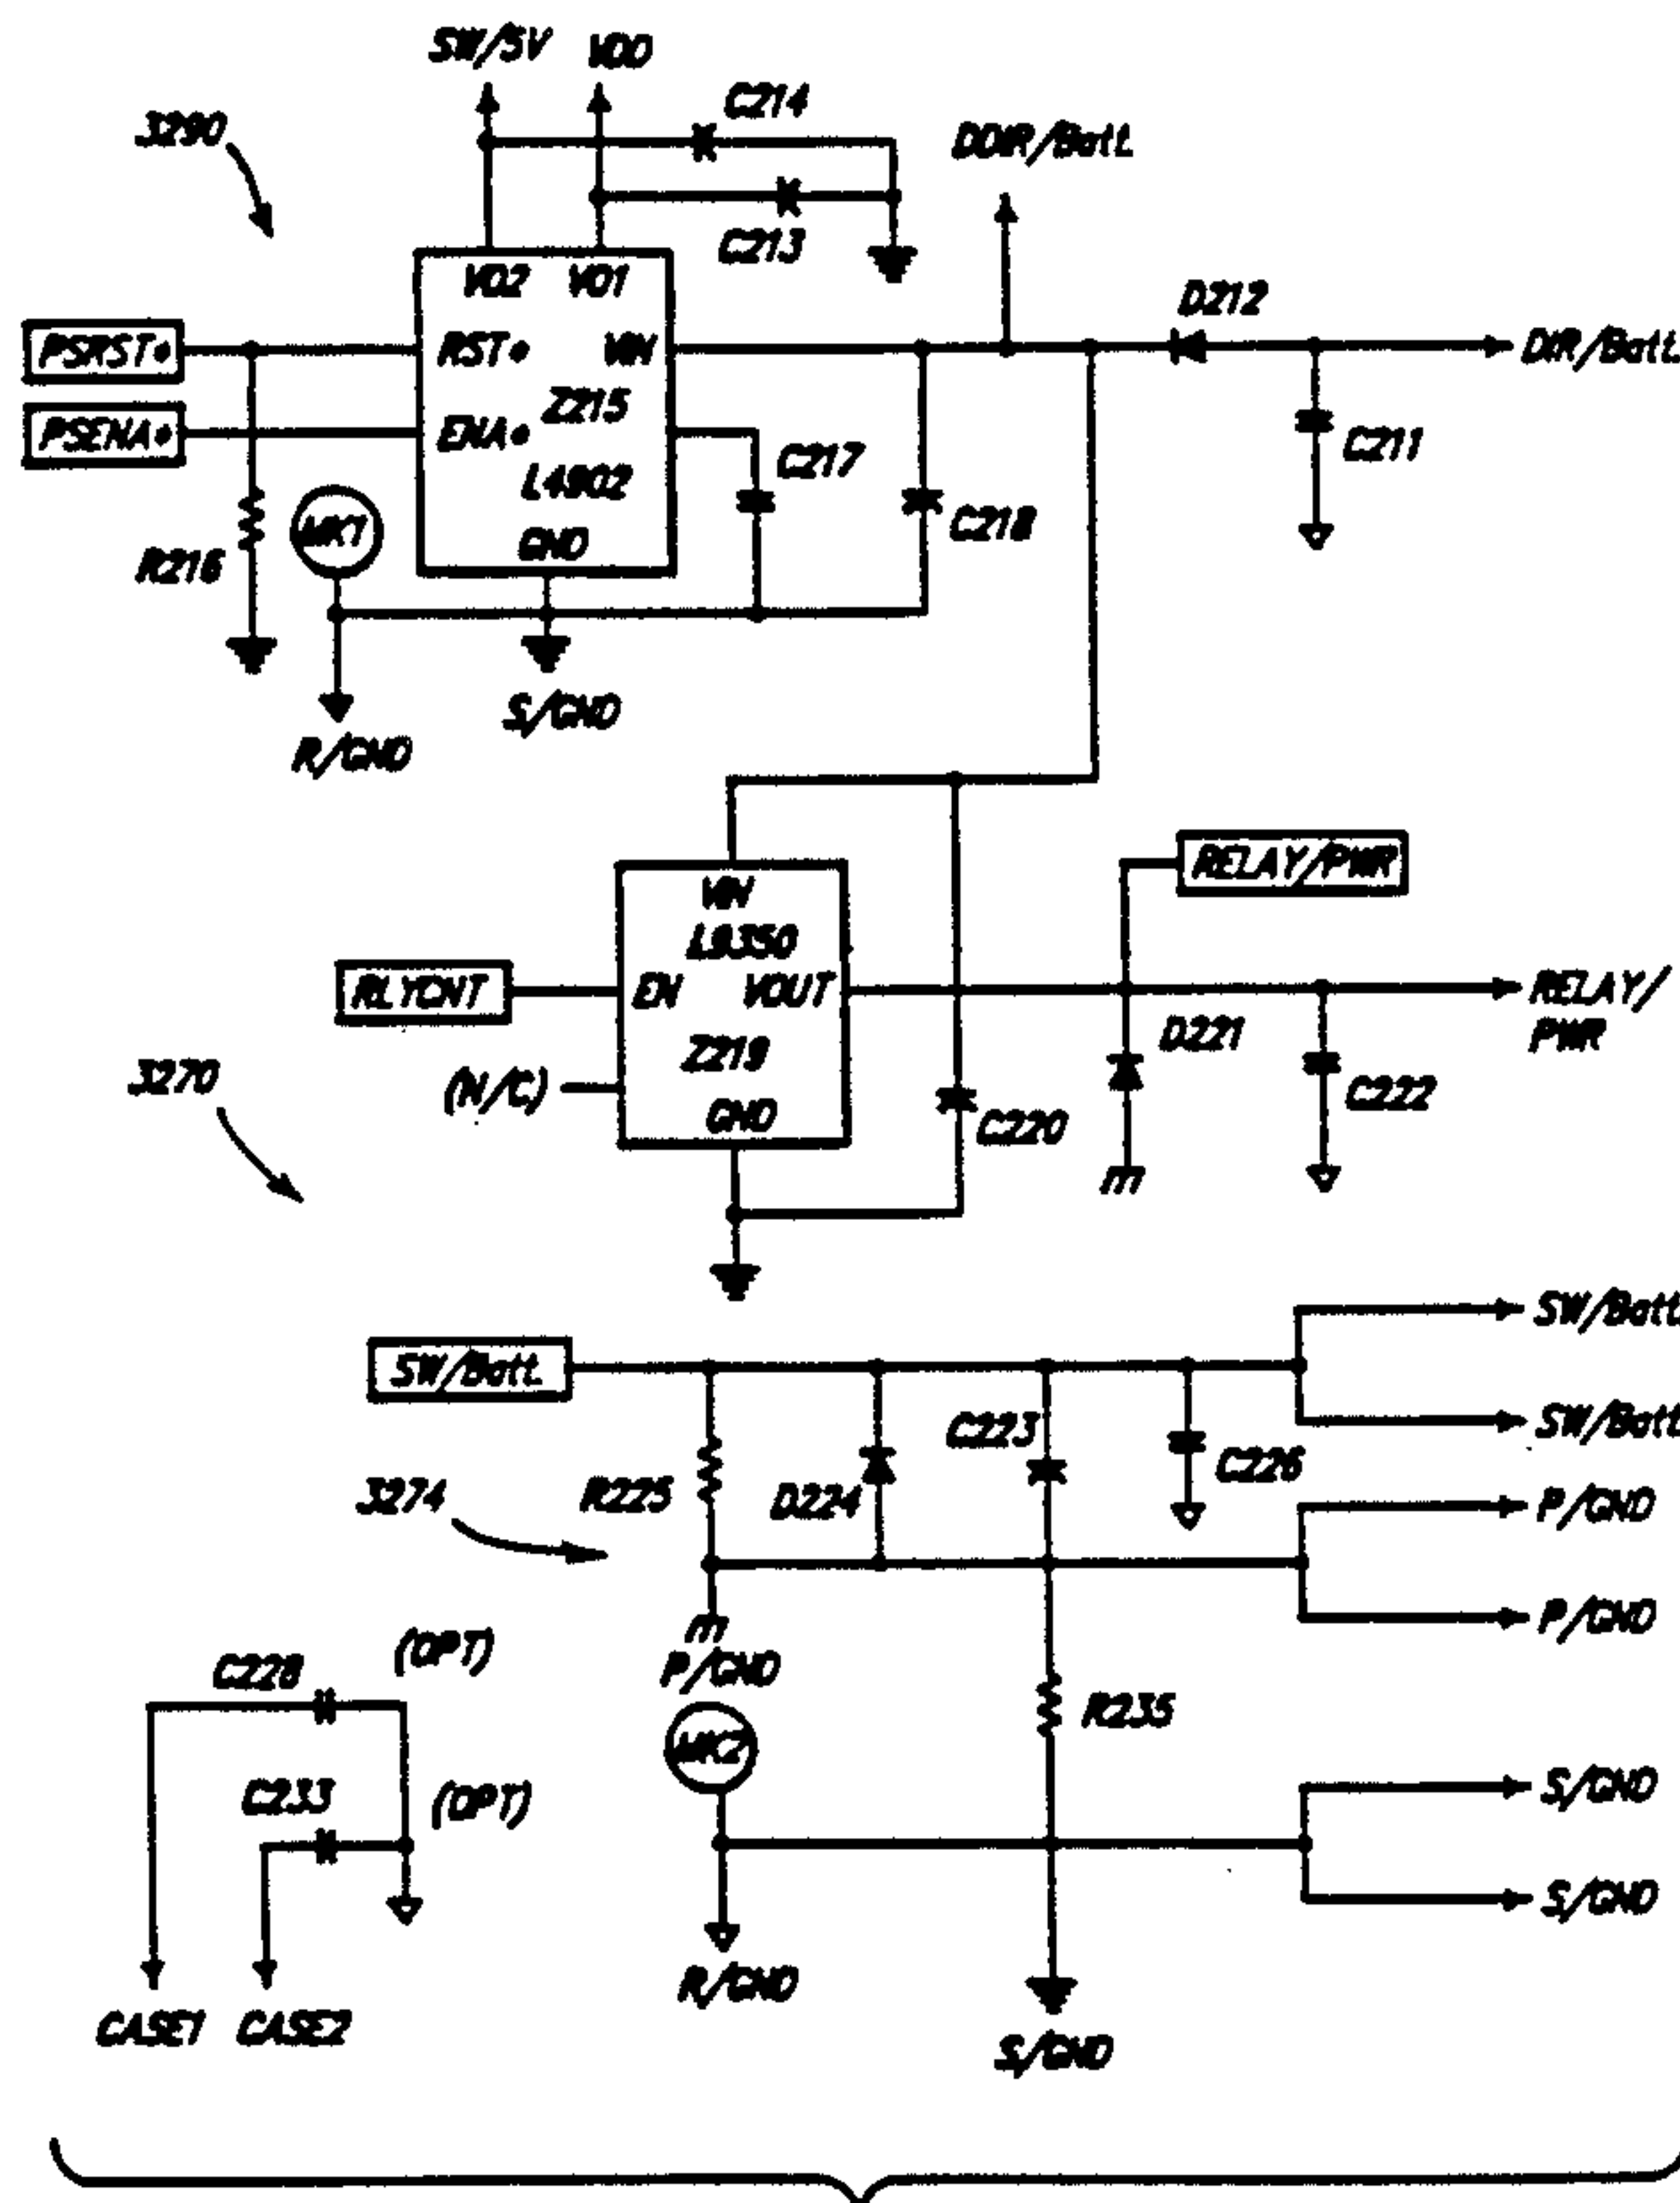 SW/5V VDD
C214
3290
DDIR/Batt
C213
D212
VO2 VO1
PSRST•
RST• VIN
DIR/Batt
Z215
PSENA•
ENA•
C217
C211
L4902
C218
WK1
GND
R216
S/GND
R/GND
RELAY/PWR
VIN
L9350
RLYCNT
EN VOUT
RELAY/
PWR
D221
Z219
3270
(N/C)
C222
GND
C220
SW/Batt
SW/Batt
C223
SW/Batt
C226
3274
R225
D224
P/GND
P/GND
(OPT)
C228
P/GND
R235
WK2
C233
(OPT)
S/GND
S/GND
R/GND
CASE1 CASE2
S/GND